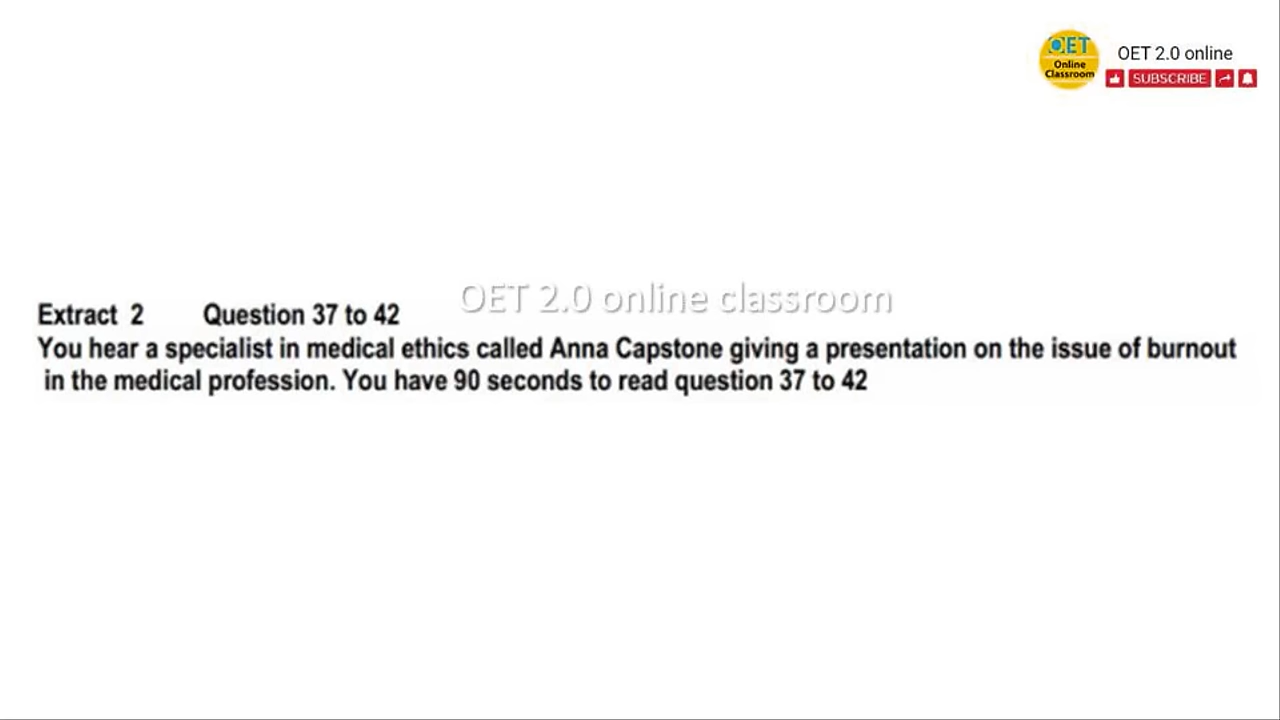 OET
Online
Classroom
OET 2.0 online
SUBSCRIBE
OET 2.0 online classroom
Extract 2 Question 37 to 42
You hear a specialist in medical ethics called Anna Capstone giving a presentation on the issue of burnout
in the medical profession. You have 90 seconds to read question 37 to 42